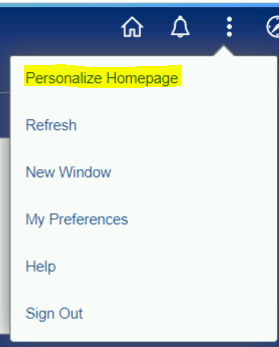 Personalize Homepage
Refresh
New Window
My Preferences
Help
Sign Out